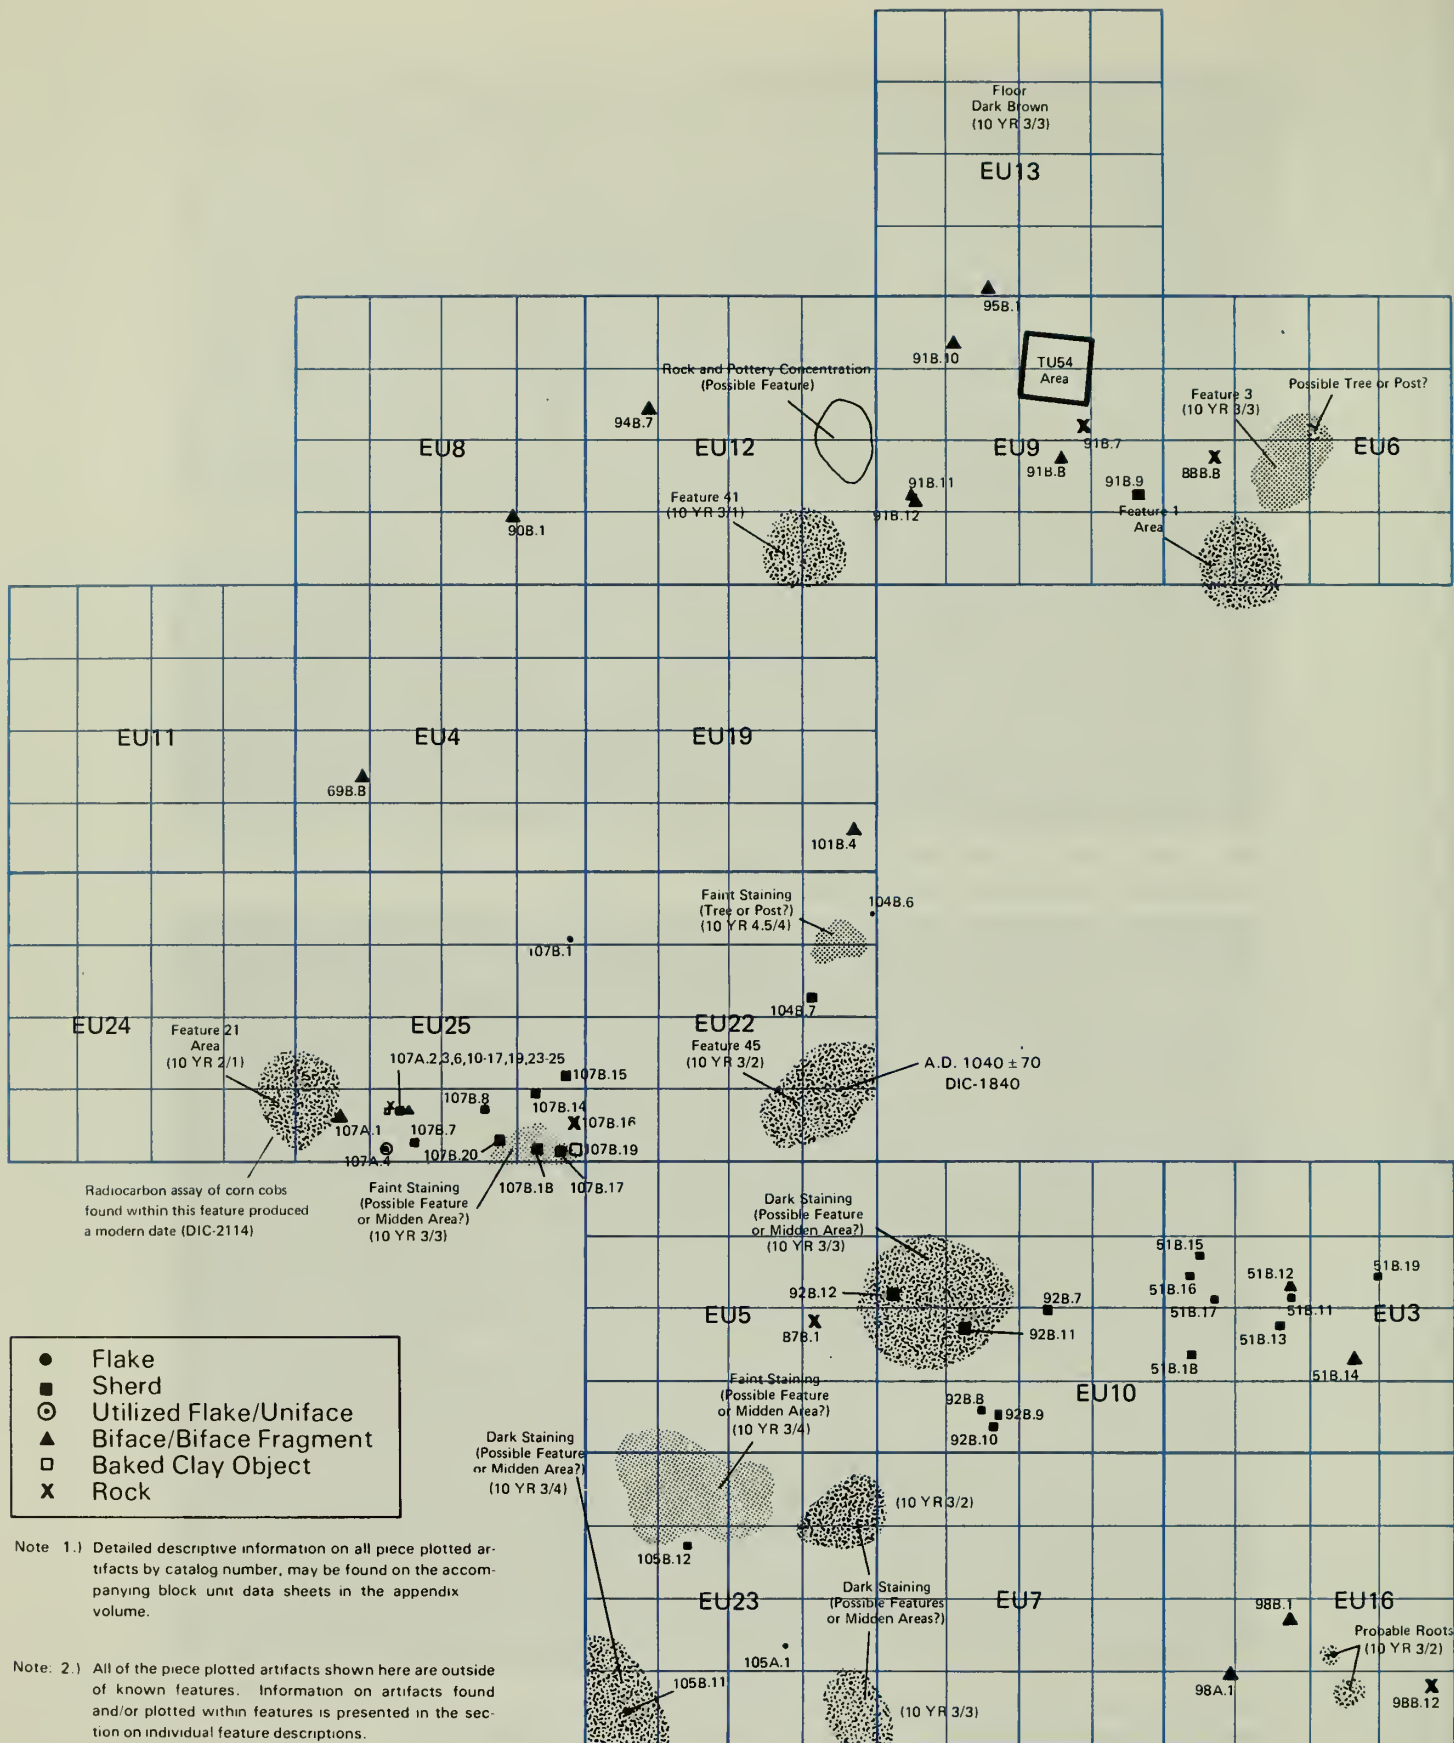 Floor
Dark Brown
(10 YR 3/3)
EU13
95B.1
91B.10
TU54
Area
Rock and Pottery Concentration
(Possible Feature)
Feature 3
(10 YR 3/3)
Possible Tree or Post?
94B.7
EU8
EU12
EU9
91B.7
EU6
91B.8
88B.8
91B.9
91B.11
91B.12
Feature 41
(10 YR 3/1)
Feature 1
Area
90B.1
EU11
EU4
EU19
69B.8
101B.4
Faint Staining
(Tree or Post?)
(10 YR 4.5/4)
104B.6
107B.1
104B.7
EU24
EU25
EU22
Feature 21
Area
(10 YR 2/1)
Feature 45
(10 YR 3/2)
107A.2,3,6,10-17,19,23-25
A.D. 1040 ± 70
DIC-1840
107B.15
107B.8
107B.14
107B.16
107A.1
107B.7
107A.4
107B.20
107B.19
107B.18
107B.17
Radiocarbon assay of corn cobs
found within this feature produced
a modern date (DIC-2114)
Faint Staining
(Possible Feature
or Midden Area?)
(10 YR 3/3)
Dark Staining
(Possible Feature
or Midden Area?)
(10 YR 3/3)
51B.15
51B.16
51B.17
51B.12
51B.11
51B.19
92B.12
92B.7
EU5
87B.1
92B.11
51B.13
EU3
51B.18
51B.14
Faint Staining
(Possible Feature
or Midden Area?)
(10 YR 3/4)
EU10
92B.8
92B.9
92B.10
Dark Staining
(Possible Feature
or Midden Area?)
(10 YR 3/4)
(10 YR 3/2)
105B.12
EU23
Dark Staining
(Possible Features
or Midden Areas?)
EU7
98B.1
EU16
Probable Roots
(10 YR 3/2)
105A.1
105B.11
(10 YR 3/3)
98A.1
98B.12
Flake
Sherd
Utilized Flake/Uniface
Biface/Biface Fragment
Baked Clay Object
Rock
Note 1.) Detailed descriptive information on all piece plotted ar-
tifacts by catalog number, may be found on the accom-
panying block unit data sheets in the appendix
volume.
Note: 2.) All of the piece plotted artifacts shown here are outside
of known features. Information on artifacts found
and/or plotted within features is presented in the sec-
tion on individual feature descriptions.